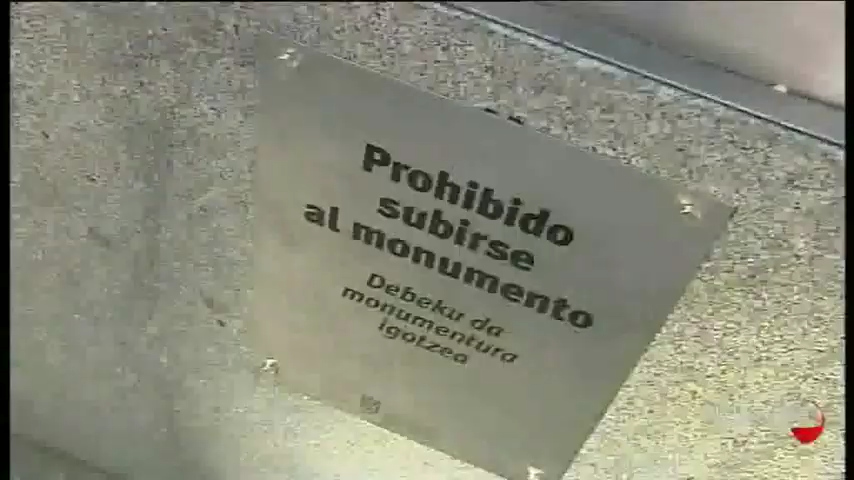 Prohibido
subirse
al monumento
Debeku da
monumentura
igotzea